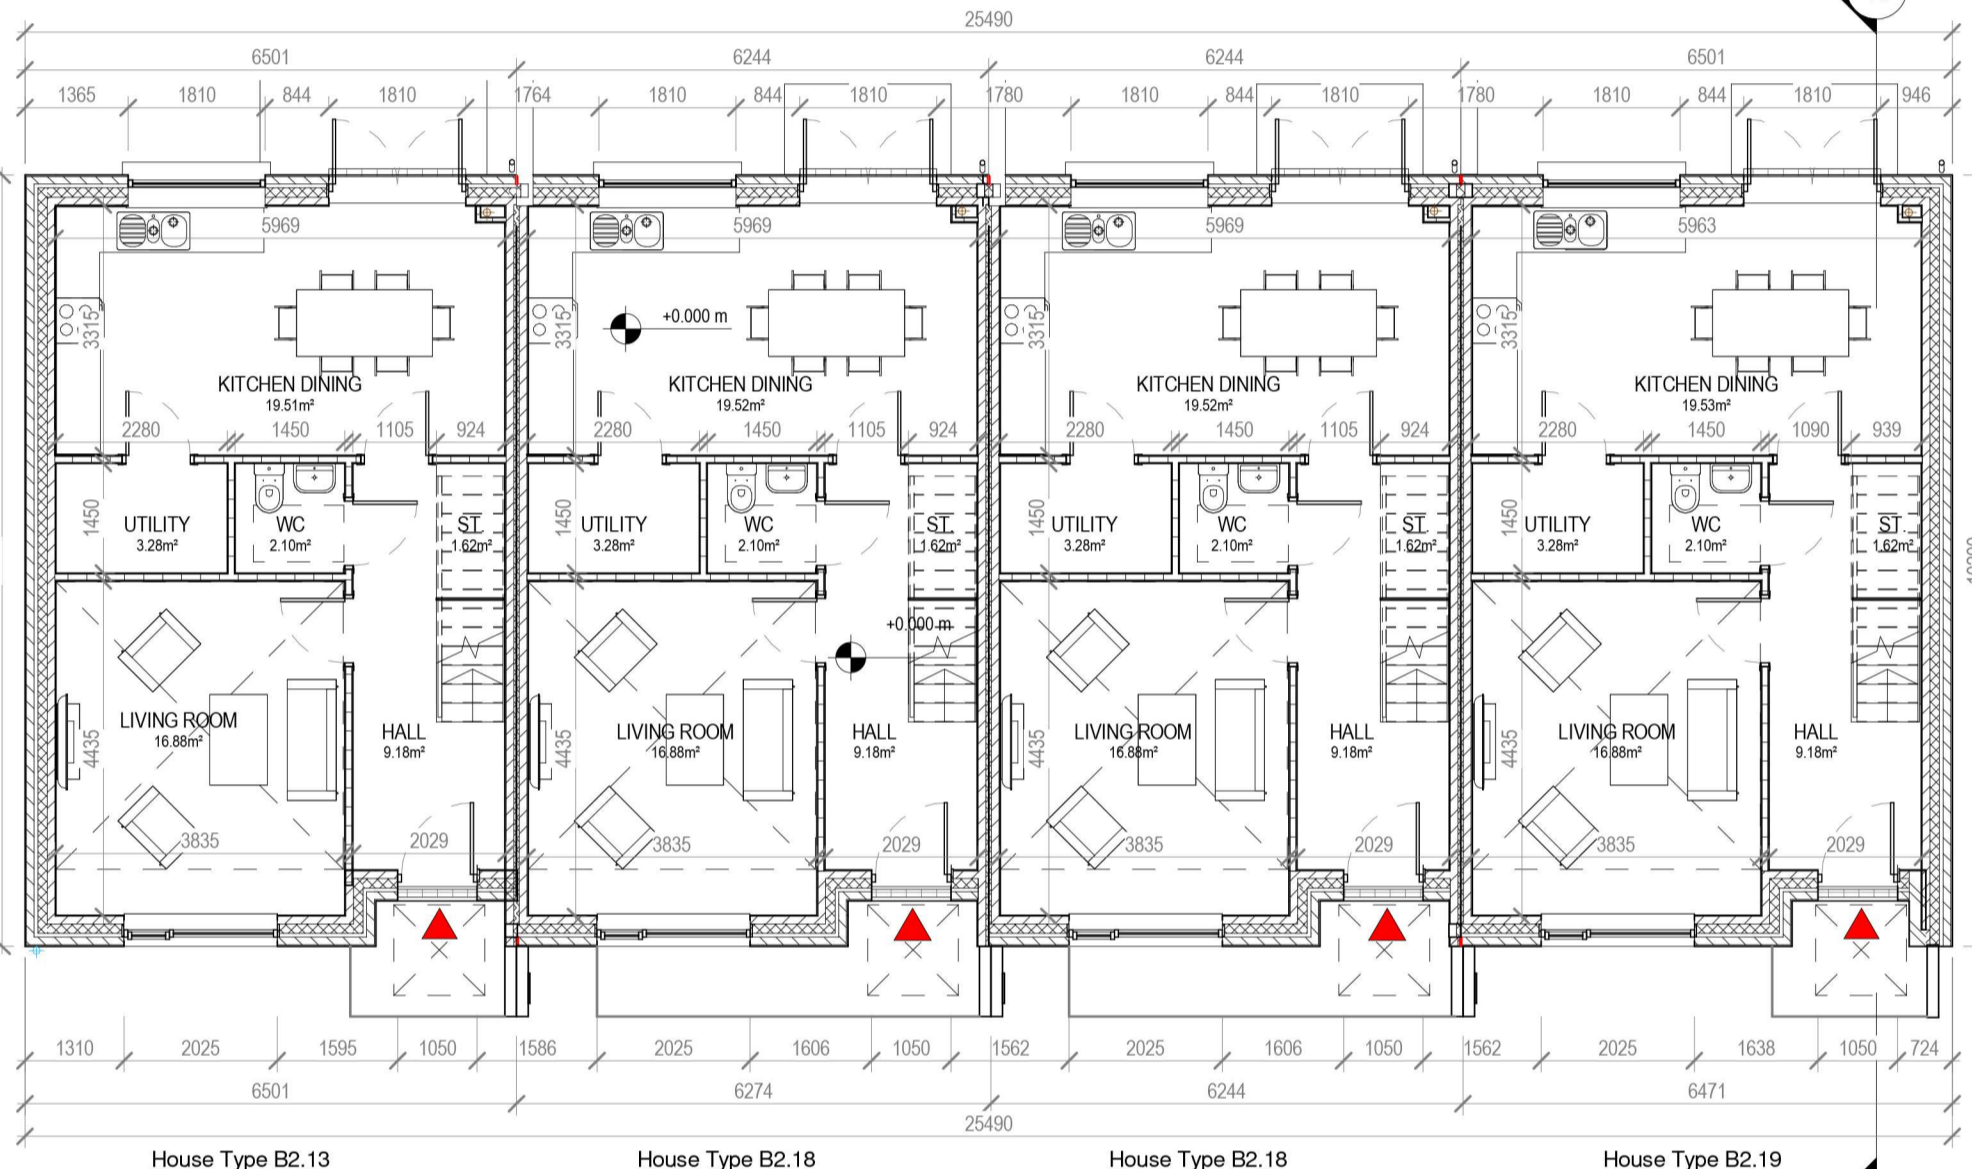 25490
6501 6244 6244 6501
1365 1810 844 1810 1764 1810 844 1810 1780 1810 844 1810 1780 1810 844 1810 946
5969 5969 5969 5963
3315 +0.000 m 3315 3315 3315
KITCHEN DINING KITCHEN DINING KITCHEN DINING KITCHEN DINING
19.51m² 19.52m² 19.52m² 19.53m²
2280 1450 1105 924 2280 1450 1105 924 2280 1450 1105 924 2280 1450 1090 939
1450 1450 1450 1450
UTILITY WC ST. UTILITY WC ST. UTILITY WC ST. UTILITY WC ST.
3.28m² 2.10m² 1.62m² 3.28m² 2.10m² 1.62m² 3.28m² 2.10m² 1.62m² 3.28m² 2.10m² 1.62m²
+0.000 m
LIVING ROOM HALL LIVING ROOM HALL LIVING ROOM HALL LIVING ROOM HALL
16.88m² 9.18m² 16.88m² 9.18m² 16.88m² 9.18m² 16.88m² 9.18m²
4435 4435 4435 4435
3835 2029 3835 2029 3835 2029 3835 2029
1310 2025 1595 1050 1586 2025 1606 1050 1562 2025 1606 1050 1562 2025 1638 1050 724
6501 6274 6244 6471
25490
House Type B2.13 House Type B2.18 House Type B2.18 House Type B2.19